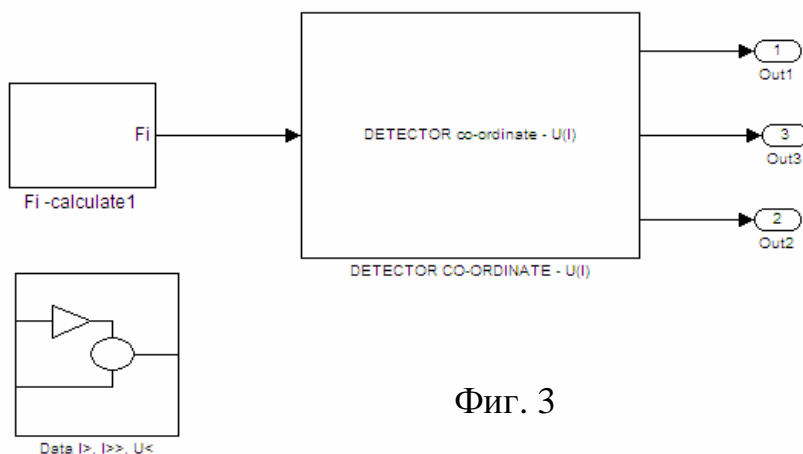 1
Out1
Fi
DETECTOR co-ordinate - U(I)
3
Out3
Fi -calculate1
2
Out2
DETECTOR CO-ORDINATE - U(I)
Фиг. 3
Data I>, I>>, U<